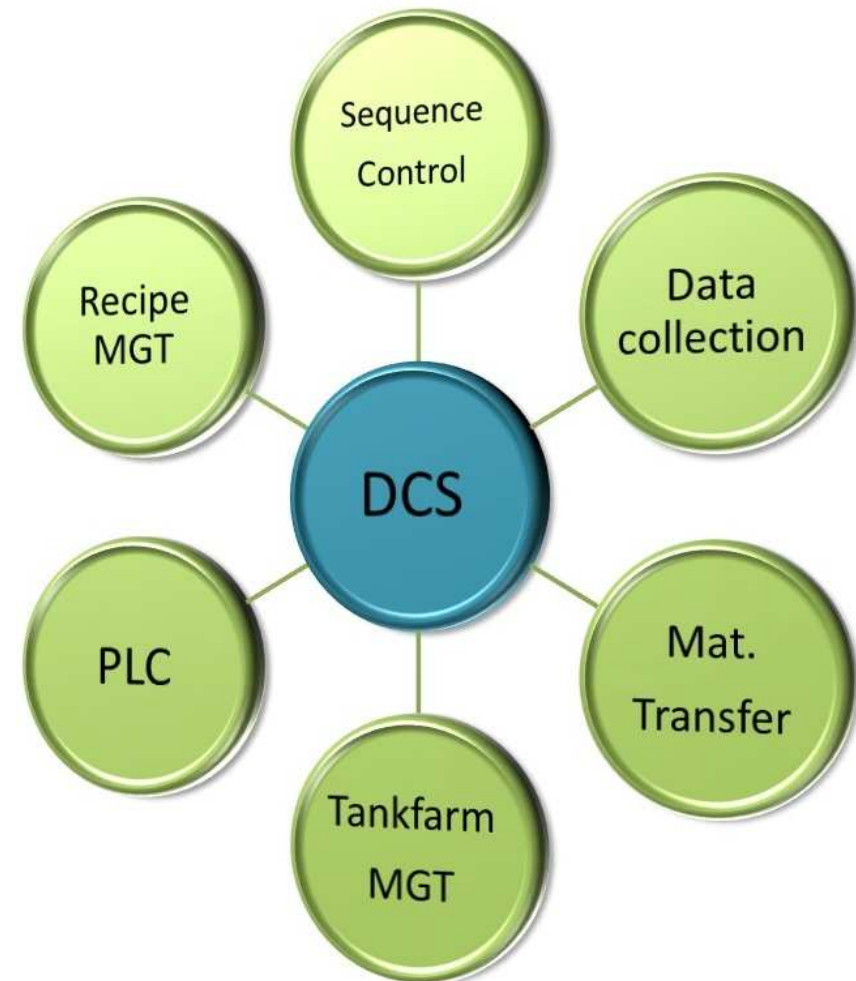 Sequence
Control
Data
collection
Mat.
Transfer
Tankfarm
MGT
PLC
Recipe
MGT
DCS